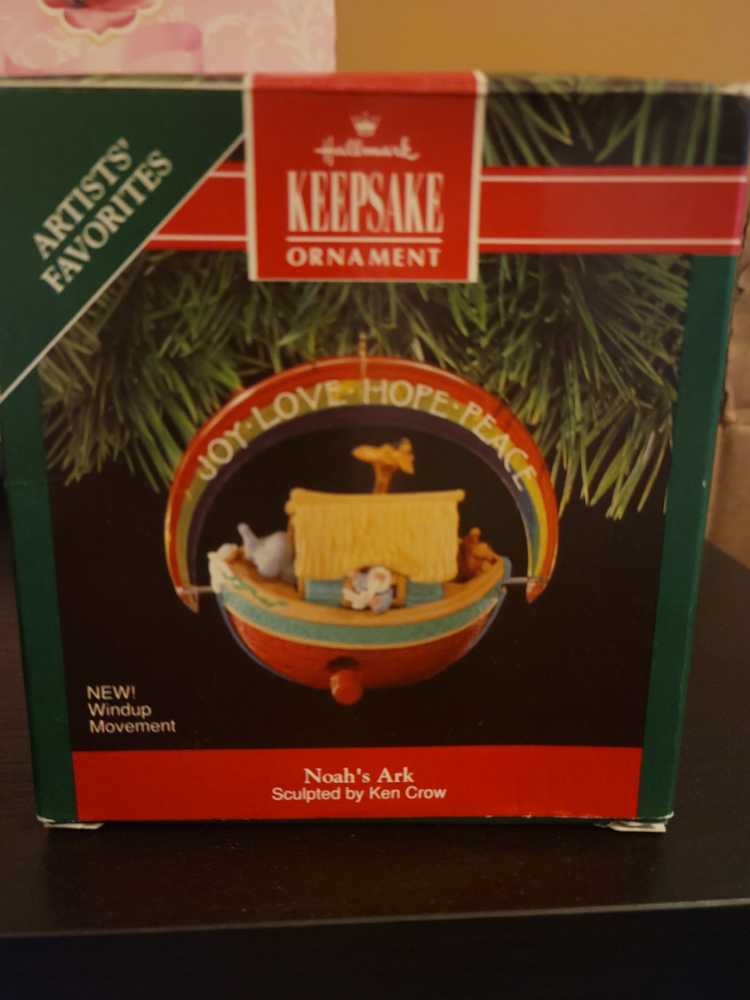 ARTISTS'
FAVORITES
Hallmark
KEEPSAKE
ORNAMENT
JOY·LOVE·HOPE·PEACE
NEW!
Windup
Movement
Noah's Ark
Sculpted by Ken Crow